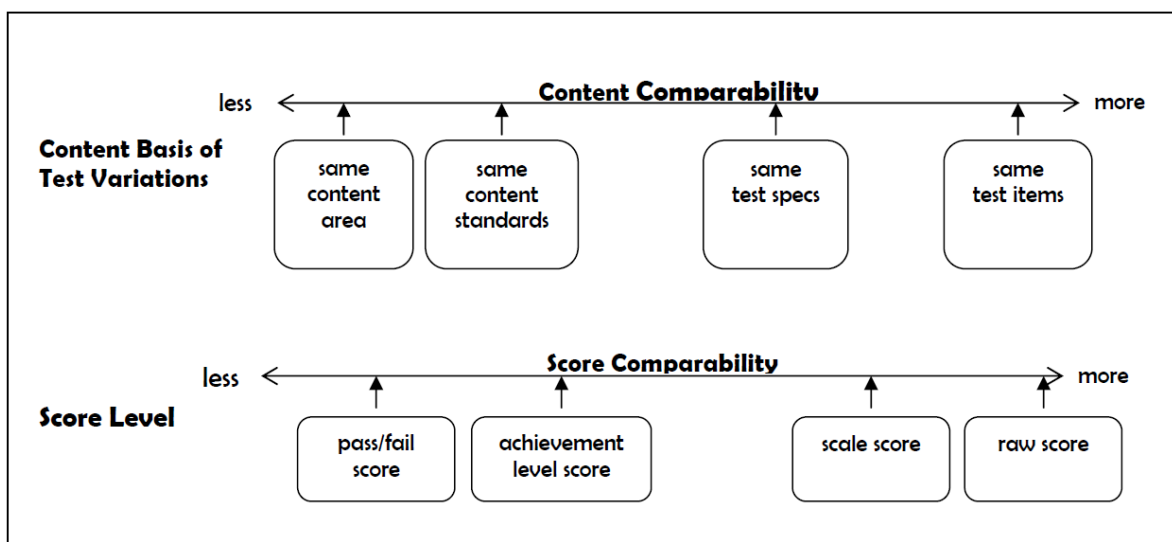 Content Comparability
less
more
Content Basis of
Test Variations
same
content
area
same
content
standards
same
test specs
same
test items
Score Comparability
less
more
Score Level
pass/fail
score
achievement
level score
scale score
raw score